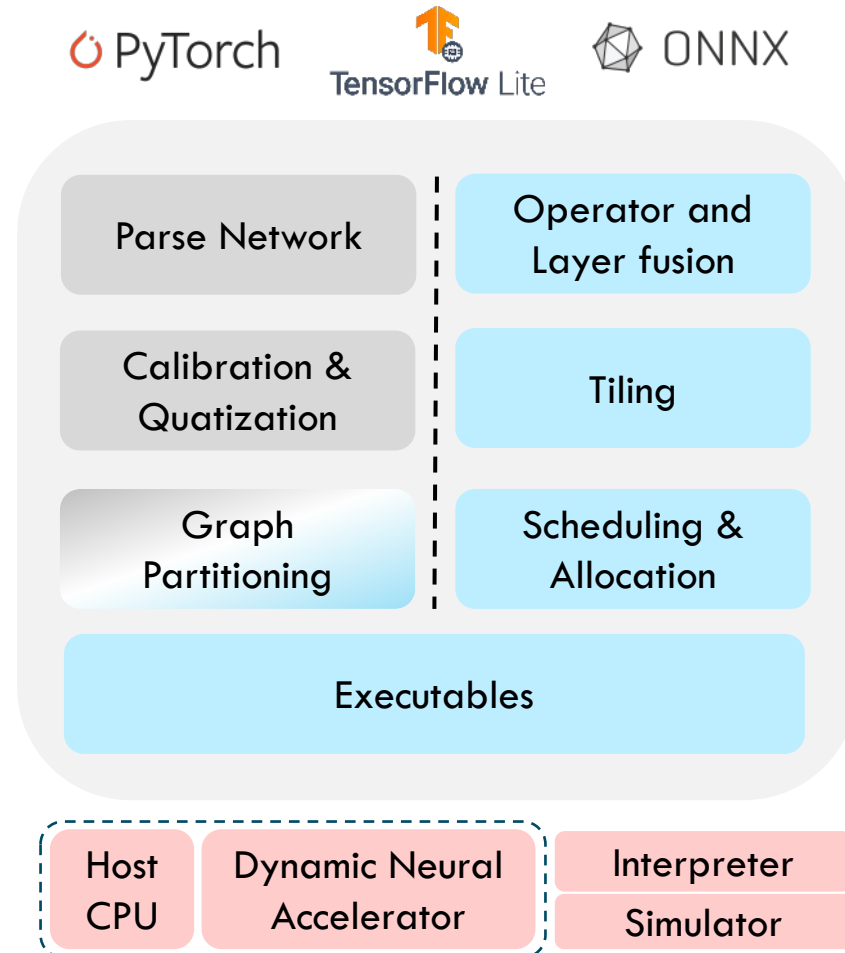 PyTorch
TensorFlow Lite
ONNX
Parse Network
Calibration &
Quatization
Graph
Partitioning
Operator and
Layer fusion
Tiling
Scheduling &
Allocation
Executables
Host
CPU
Dynamic Neural
Accelerator
Interpreter
Simulator